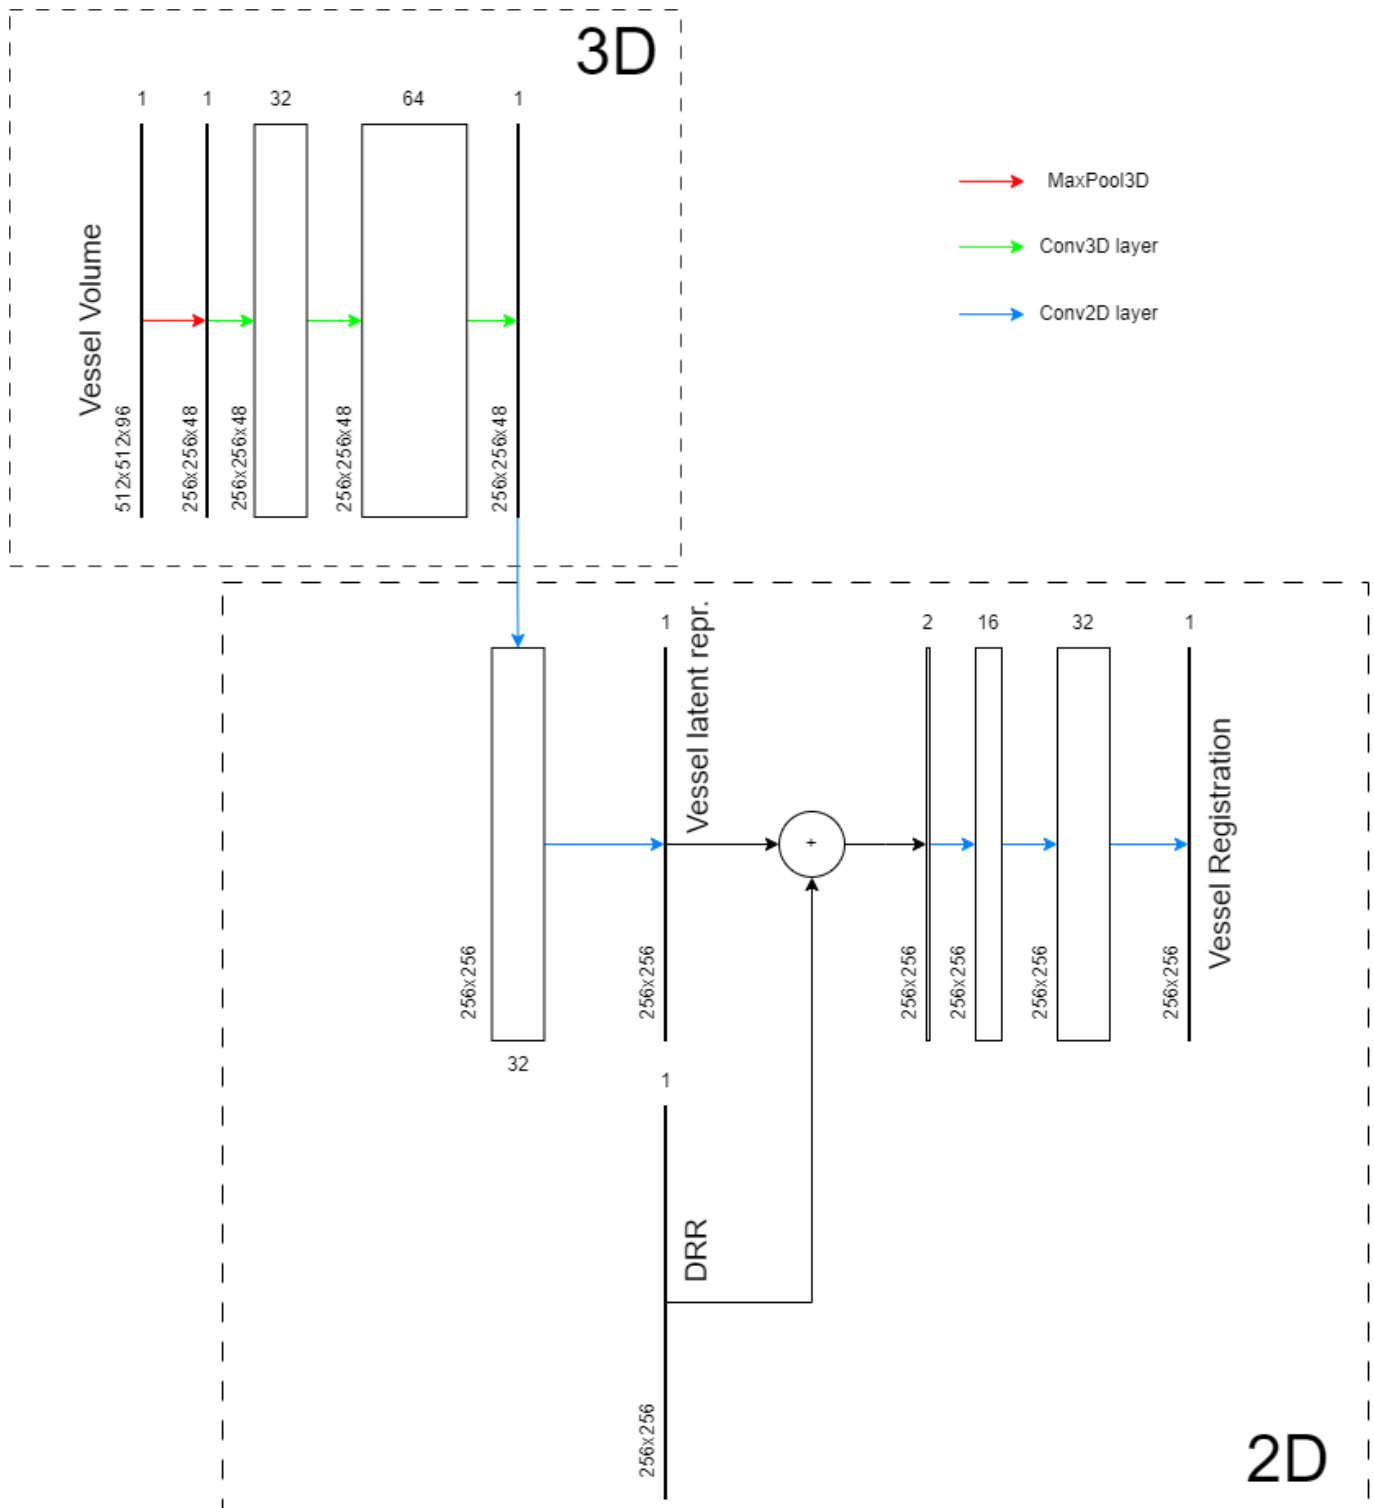 3D
1 1 32 64 1
Vessel Volume
512x512x96
256x256x48
256x256x48
256x256x48
256x256x48
MaxPool3D
Conv3D layer
Conv2D layer
1 2 16 32 1
Vessel latent repr.
+
Vessel Registration
256x256
256x256
256x256
256x256
256x256
256x256
32
1
DRR
256x256
2D